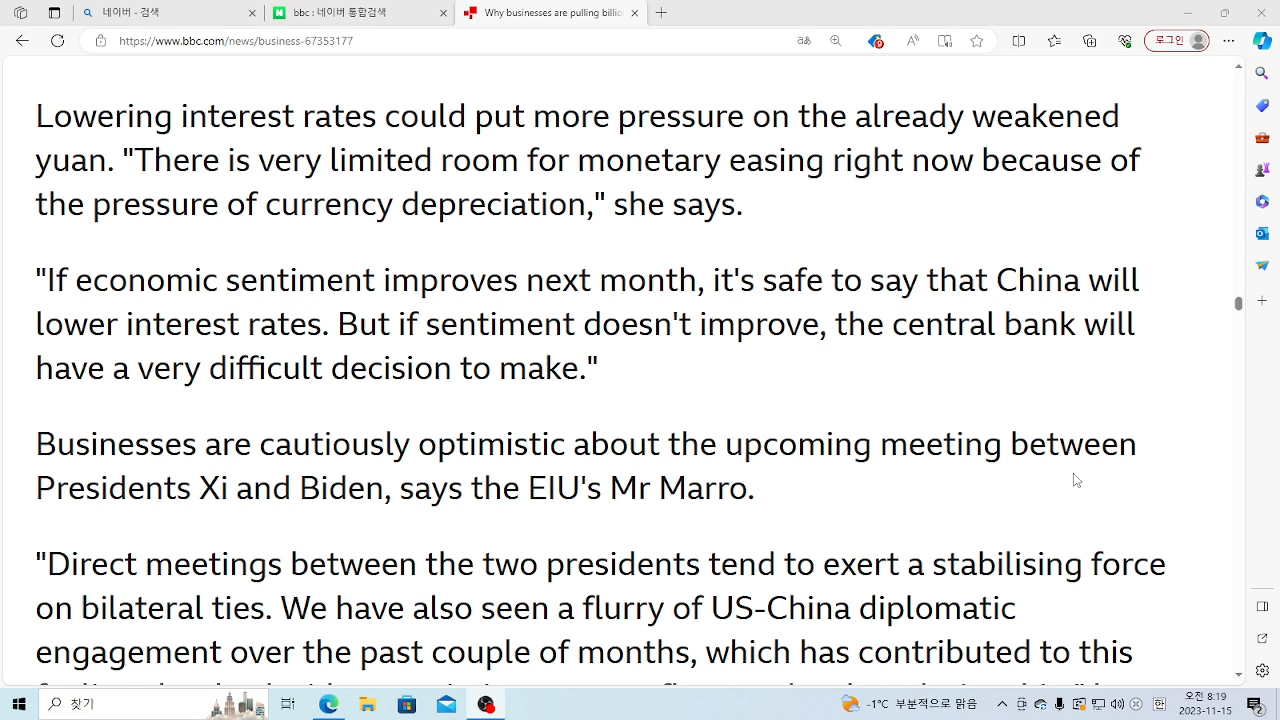 네이버 - 검색
bbc : 네이버 통합검색
Why businesses are pulling billio
https://www.bbc.com/news/business-67353177
로그인
Lowering interest rates could put more pressure on the already weakened
yuan. "There is very limited room for monetary easing right now because of
the pressure of currency depreciation," she says.
"If economic sentiment improves next month, it's safe to say that China will
lower interest rates. But if sentiment doesn't improve, the central bank will
have a very difficult decision to make."
Businesses are cautiously optimistic about the upcoming meeting between
Presidents Xi and Biden, says the EIU's Mr Marro.
"Direct meetings between the two presidents tend to exert a stabilising force
on bilateral ties. We have also seen a flurry of US-China diplomatic
engagement over the past couple of months, which has contributed to this
찾기
-1°C 부분적으로 맑음
오전 8:19
2023-11-15